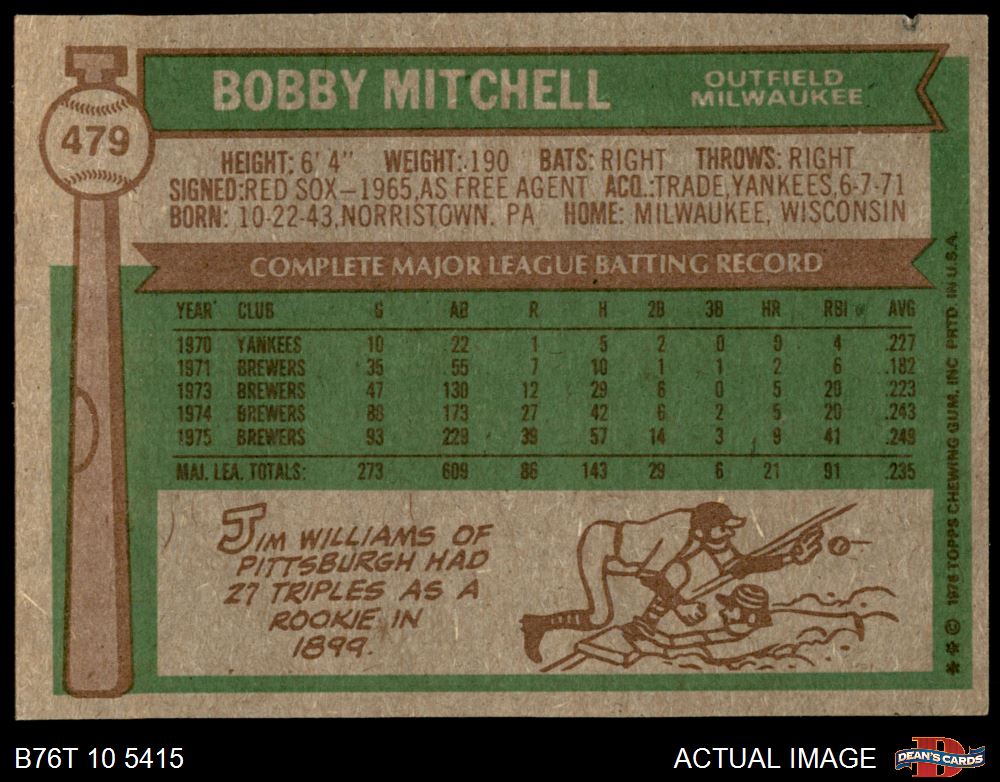 BOBBY MITCHELL
OUTFIELD
MILWAUKEE
479
HEIGHT: 6' 4" WEIGHT: 190 BATS: RIGHT THROWS: RIGHT
SIGNED: RED SOX–1965, AS FREE AGENT ACQ.: TRADE, YANKEES, 6-7-71
BORN: 10-22-43, NORRISTOWN, PA HOME: MILWAUKEE, WISCONSIN
COMPLETE MAJOR LEAGUE BATTING RECORD
YEAR CLUB G AB R H 2B 3B HR RBI AVG
1970 YANKEES 10 22 1 5 2 0 0 4 .227
1971 BREWERS 35 55 7 10 1 1 2 6 .182
1973 BREWERS 47 130 12 29 6 0 5 20 .223
1974 BREWERS 88 173 27 42 6 2 5 20 .243
1975 BREWERS 93 229 39 57 14 3 9 41 .249
MAJ. LEA. TOTALS: 273 609 86 143 29 6 21 91 .235
JIM WILLIAMS OF
PITTSBURGH HAD
27 TRIPLES AS A
ROOKIE IN
1899.
** © 1976 TOPPS CHEWING GUM, INC PRTD. IN U.S.A.
B76T 10 5415
ACTUAL IMAGE
D
DEAN'S CARDS